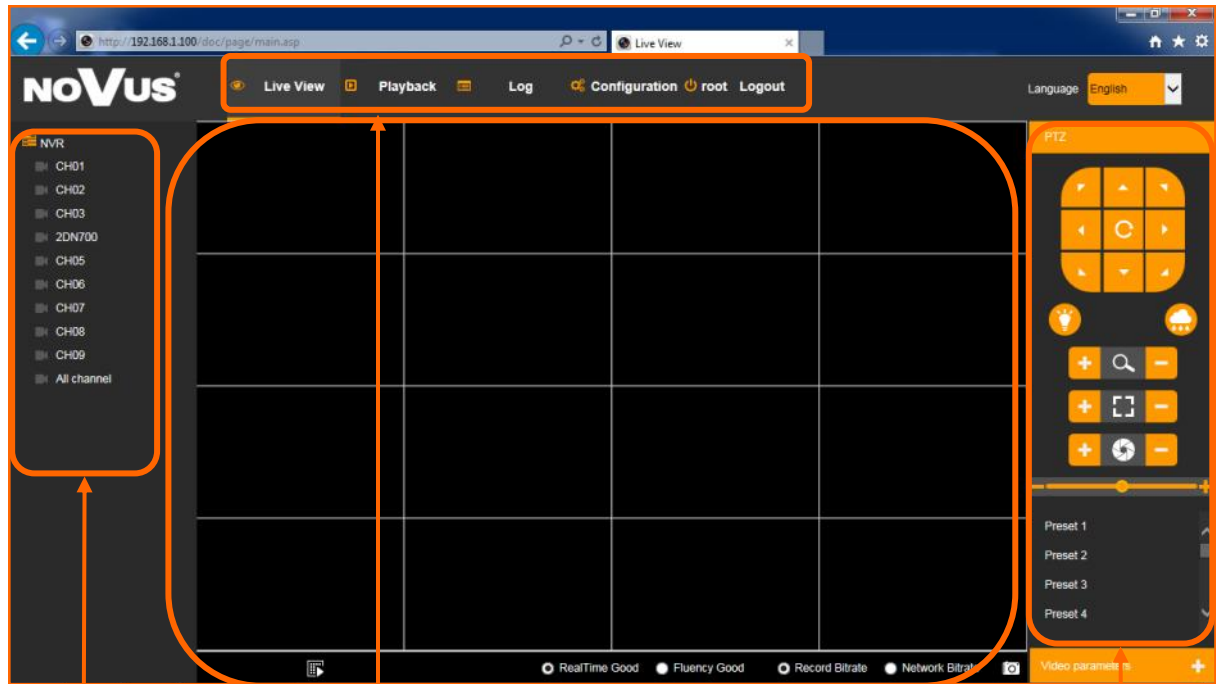 http://192.168.1.100/doc/page/main.asp
Live View
NOVUS
Live View Playback Log Configuration root Logout
Language English
NVR
CH01
CH02
CH03
2DN700
CH05
CH06
CH07
CH08
CH09
All channel
PTZ
Preset 1
Preset 2
Preset 3
Preset 4
RealTime Good Fluency Good Record Bitrate Network Bitrate
Video parameters